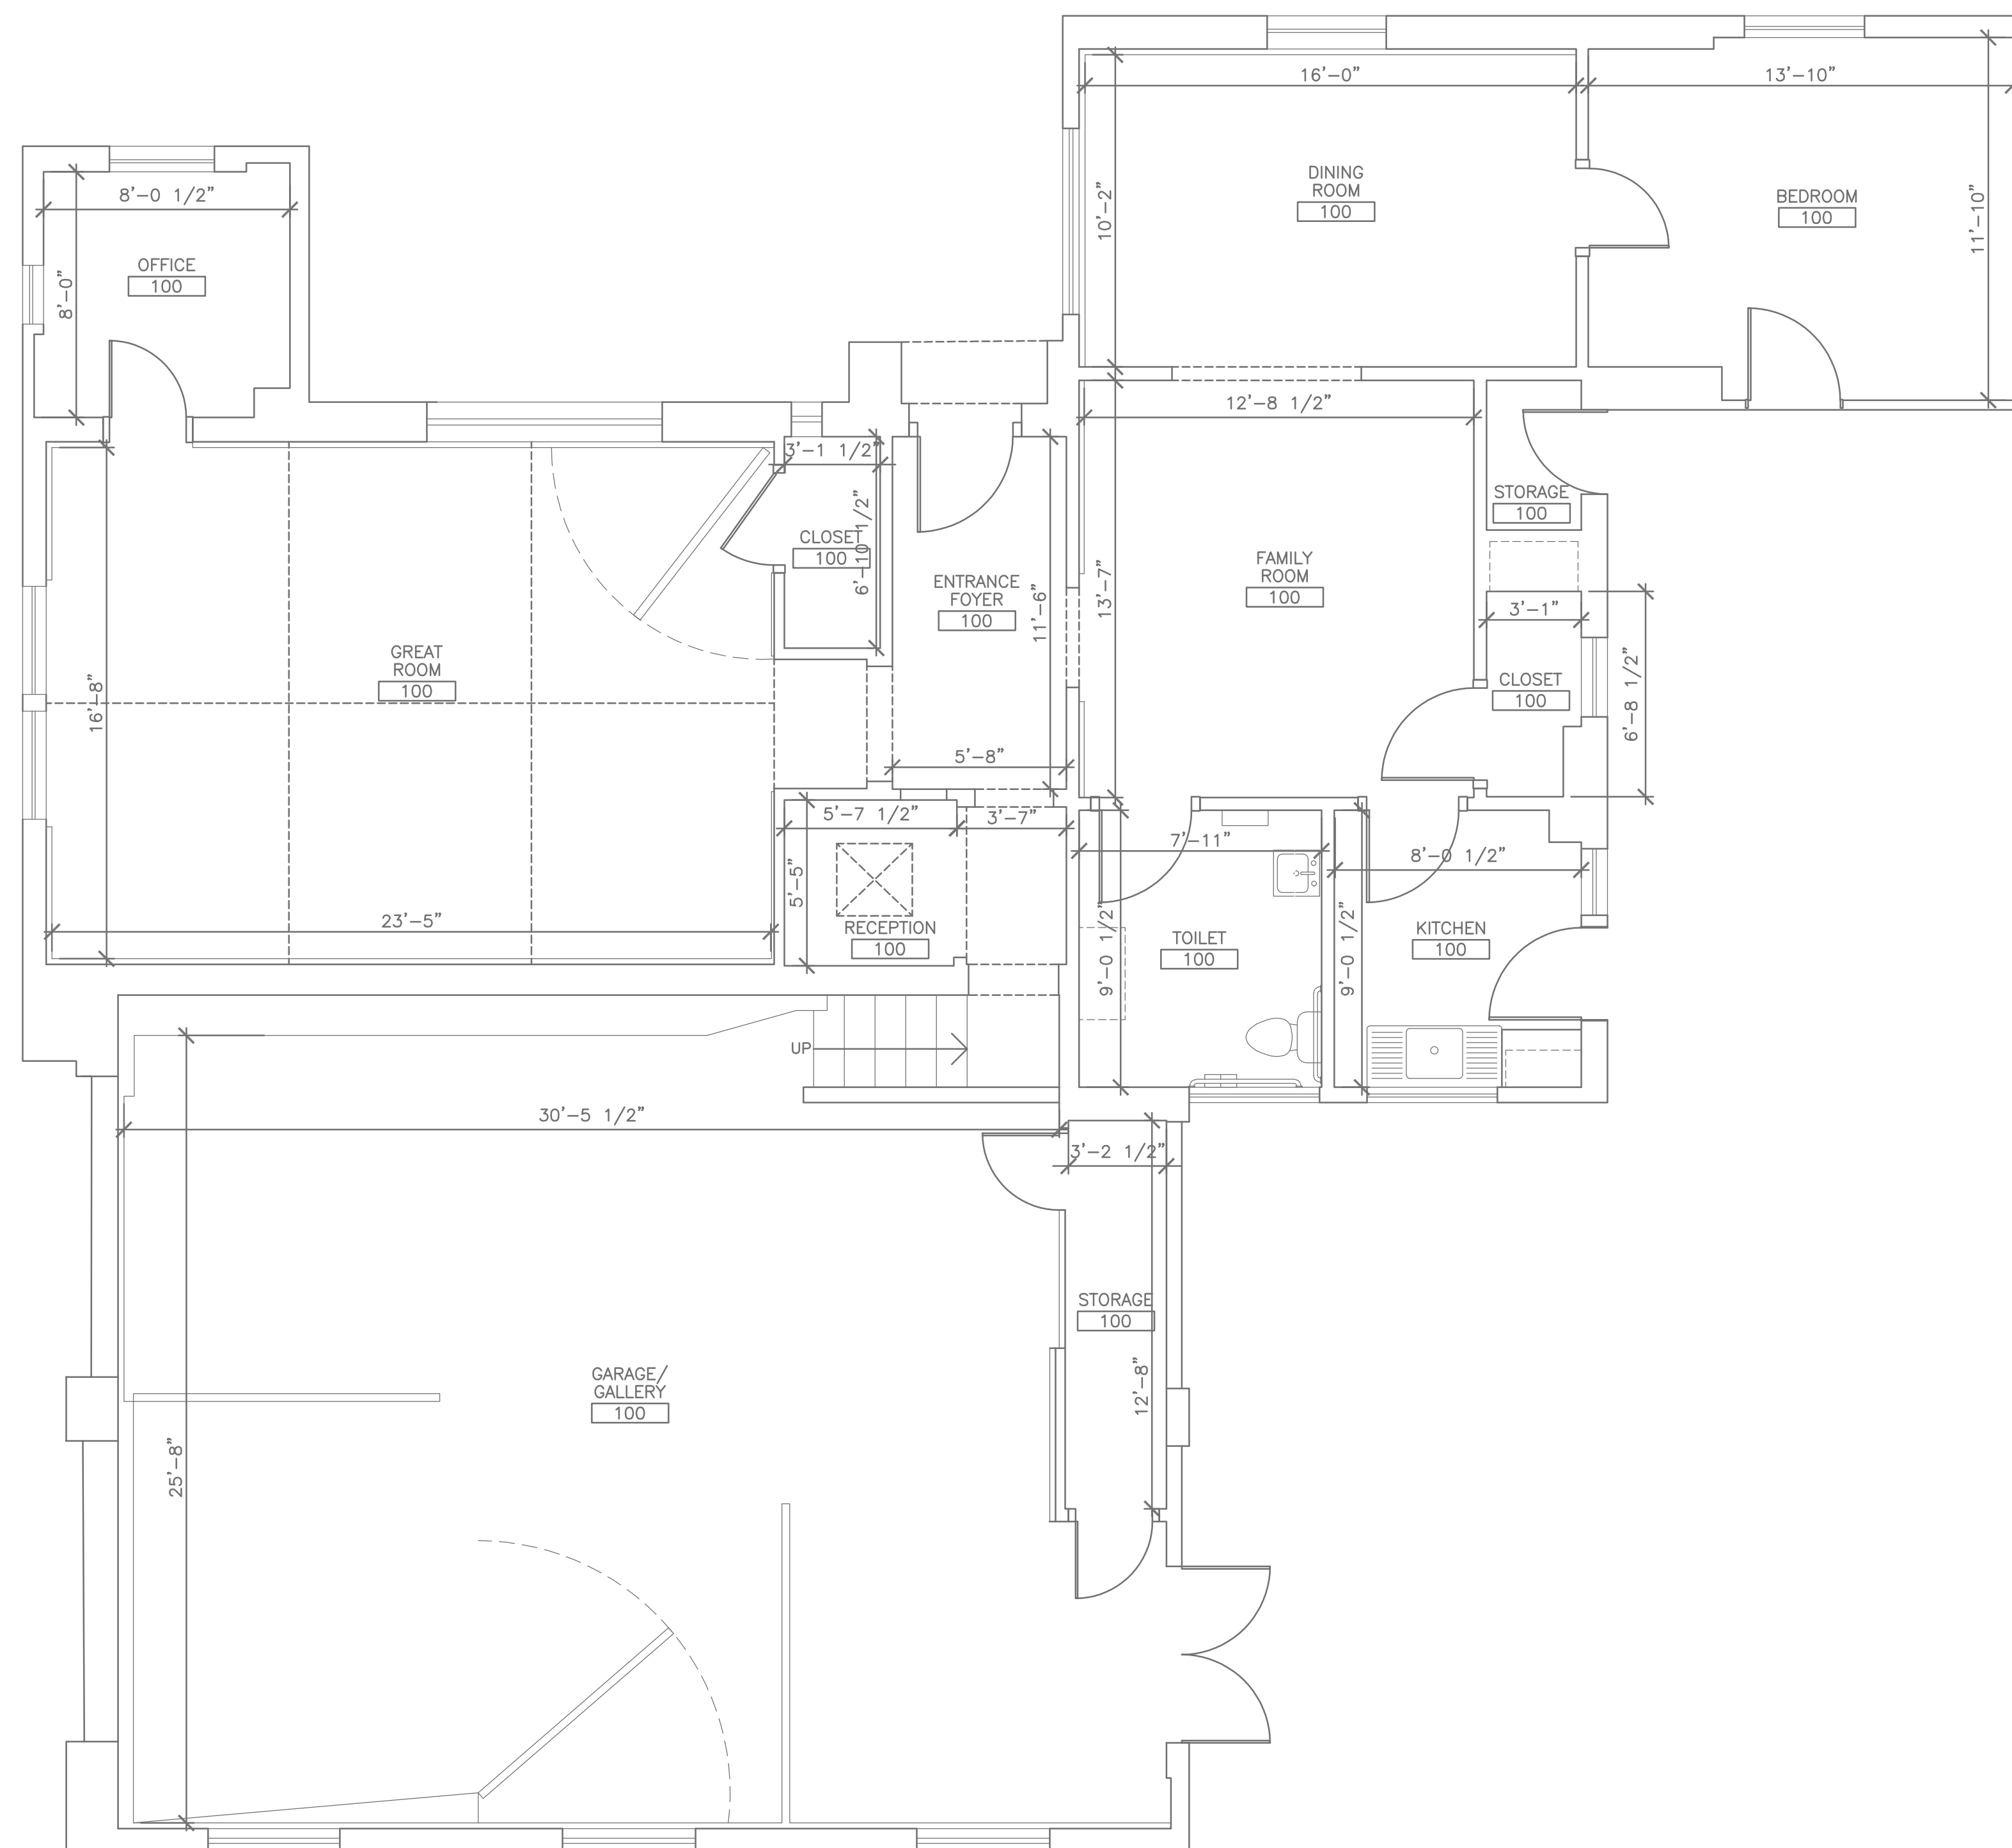 16'-0"
13'-10"
10'-2"
DINING
ROOM
100
BEDROOM
100
11'-10"
8'-0 1/2"
8'-0"
OFFICE
100
12'-8 1/2"
3'-1 1/2"
6'-10 1/2"
CLOSET
100
ENTRANCE
FOYER
100
11'-6"
13'-7"
FAMILY
ROOM
100
STORAGE
100
3'-1"
CLOSET
100
6'-8 1/2"
GREAT
ROOM
100
16'-8"
5'-8"
5'-7 1/2"
3'-7"
5'-5"
RECEPTION
100
23'-5"
7'-11"
8'-0 1/2"
9'-0 1/2"
TOILET
100
9'-0 1/2"
KITCHEN
100
UP
30'-5 1/2"
3'-2 1/2"
STORAGE
100
12'-8"
GARAGE/
GALLERY
100
25'-8"